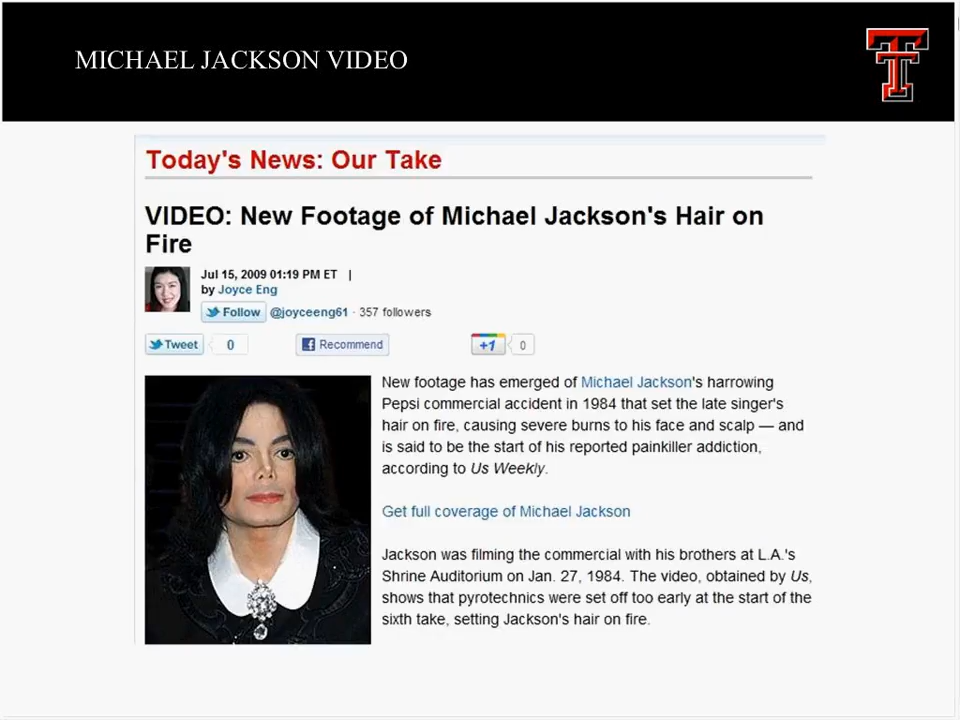 MICHAEL JACKSON VIDEO
Today's News: Our Take
VIDEO: New Footage of Michael Jackson's Hair on
Fire
Jul 15, 2009 01:19 PM ET |
by Joyce Eng
Follow @joyceeng61 · 357 followers
Tweet 0 Recommend +1 0
New footage has emerged of Michael Jackson's harrowing
Pepsi commercial accident in 1984 that set the late singer's
hair on fire, causing severe burns to his face and scalp — and
is said to be the start of his reported painkiller addiction,
according to Us Weekly.
Get full coverage of Michael Jackson
Jackson was filming the commercial with his brothers at L.A.'s
Shrine Auditorium on Jan. 27, 1984. The video, obtained by Us,
shows that pyrotechnics were set off too early at the start of the
sixth take, setting Jackson's hair on fire.